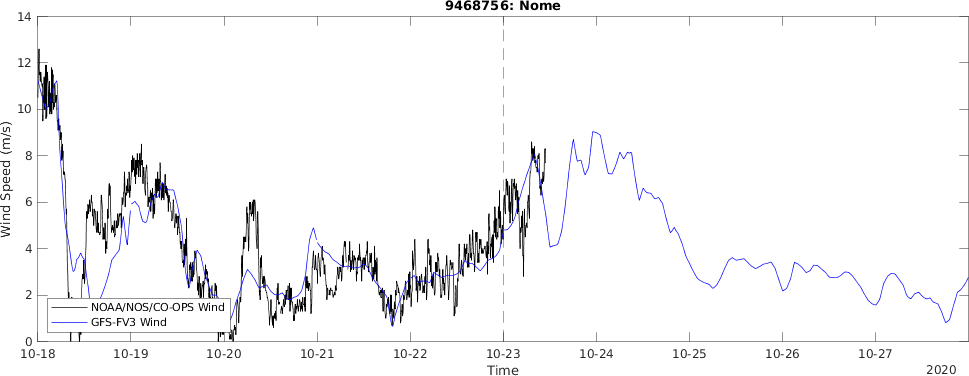 9468756: Nome
14
12
10
8
6
4
2
0
Wind Speed (m/s)
NOAA/NOS/CO-OPS Wind
GFS-FV3 Wind
10-18 10-19 10-20 10-21 10-22 10-23 10-24 10-25 10-26 10-27
Time
2020